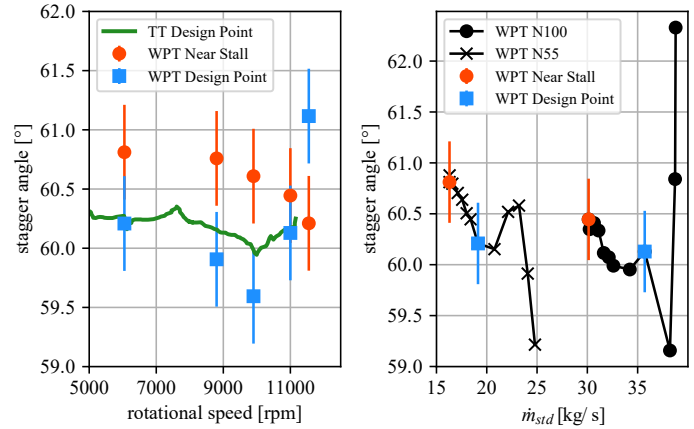 62.0
61.5
61.0
60.5
60.0
59.5
59.0
stagger angle [°]
5000 7000 9000 11000
rotational speed [rpm]
TT Design Point
WPT Near Stall
WPT Design Point
62.0
61.5
61.0
60.5
60.0
59.5
59.0
stagger angle [°]
15 20 25 30 35
ṁstd [kg/s]
WPT N100
WPT N55
WPT Near Stall
WPT Design Point